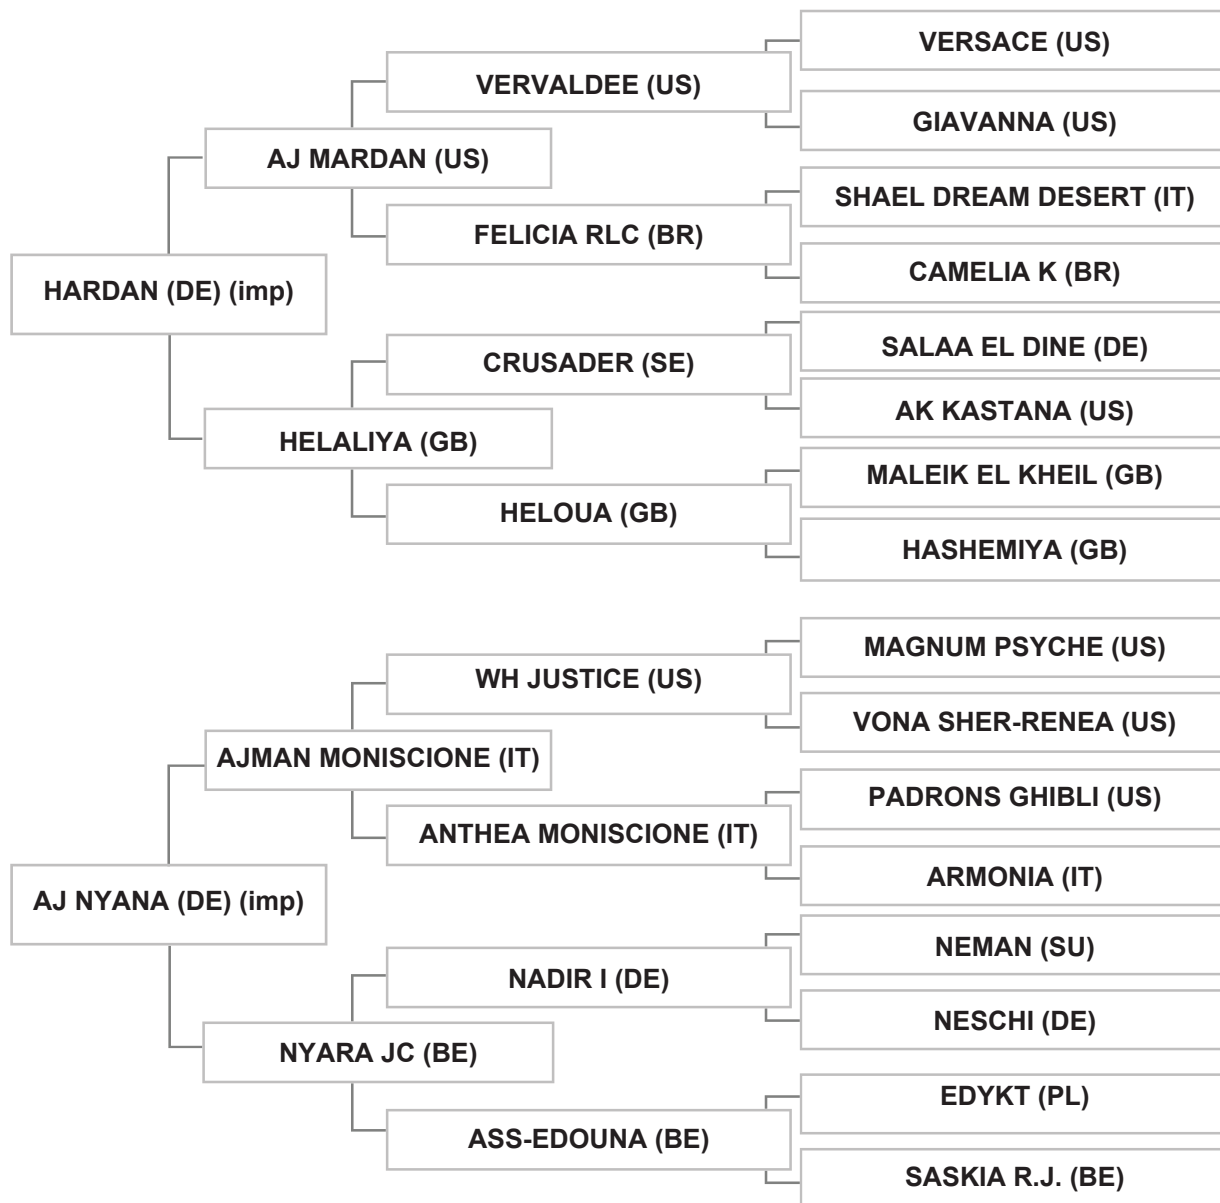 VERSACE (US)
VERVALDEE (US)
GIAVANNA (US)
AJ MARDAN (US)
SHAEL DREAM DESERT (IT)
FELICIA RLC (BR)
CAMELIA K (BR)
HARDAN (DE) (imp)
SALAA EL DINE (DE)
CRUSADER (SE)
AK KASTANA (US)
HELALIYA (GB)
MALEIK EL KHEIL (GB)
HELOUA (GB)
HASHEMIYA (GB)
MAGNUM PSYCHE (US)
WH JUSTICE (US)
VONA SHER-RENEA (US)
AJMAN MONISCIONE (IT)
PADRONS GHIBLI (US)
ANTHEA MONISCIONE (IT)
ARMONIA (IT)
AJ NYANA (DE) (imp)
NEMAN (SU)
NADIR I (DE)
NESCHI (DE)
NYARA JC (BE)
EDYKT (PL)
ASS-EDOUNA (BE)
SASKIA R.J. (BE)